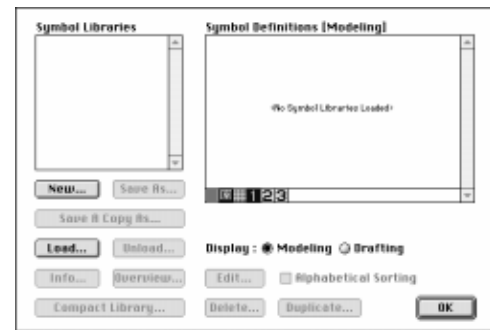 Symbol Libraries
Symbol Definitions [Modeling]
<No Symbol Libraries Loaded>
New...
Save As...
1 2 3
Save A Copy As...
Load...
Unload...
Display : Modeling Drafting
Info...
Overview...
Edit...
Alphabetical Sorting
Compact Library...
Delete...
Duplicate...
OK